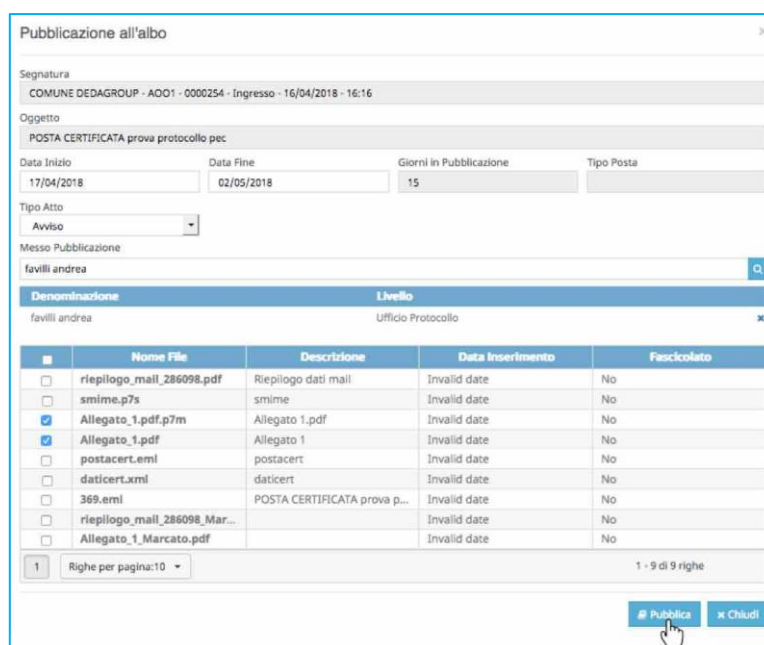 Pubblicazione all'albo
Segnatura
COMUNE DEDAGROUP - AOO1 - 0000254 - Ingresso - 16/04/2018 - 16:16
Oggetto
POSTA CERTIFICATA prova protocollo pec
Data Inizio Data Fine Giorni in Pubblicazione Tipo Posta
17/04/2018 02/05/2018 15
Tipo Atto
Avviso
Messo Pubblicazione
favilli andrea
Denominazione Livello
favilli andrea Ufficio Protocollo
Nome File Descrizione Data Inserimento Fascicolato
riepilogo_mail_286098.pdf Riepilogo dati mail Invalid date No
smime.p7s smime Invalid date No
Allegato_1.pdf.p7m Allegato 1.pdf Invalid date No
Allegato_1.pdf Allegato 1 Invalid date No
postacert.eml postacert Invalid date No
daticert.xml daticert Invalid date No
369.eml POSTA CERTIFICATA prova p... Invalid date No
riepilogo_mail_286098_Mar... Invalid date No
Allegato_1_Marcato.pdf Invalid date No
1 Righe per pagina:10 1 - 9 di 9 righe
Pubblica Chiudi